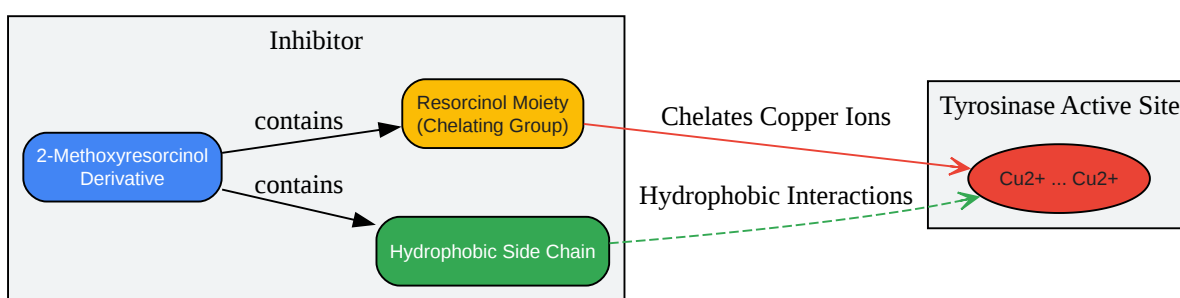 Inhibitor
2-Methoxyresorcinol
Derivative
contains
contains
Resorcinol Moiety
(Chelating Group)
Hydrophobic Side Chain
Chelates Copper Ions
Hydrophobic Interactions
Tyrosinase Active Site
Cu2+ ... Cu2+